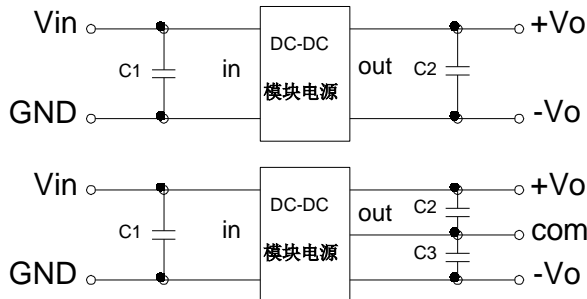 Vin
+Vo
DC-DC
C1
in
out
C2
模块电源
GND
-Vo
Vin
+Vo
DC-DC
C2
out
C1
in
com
模块电源
C3
GND
-Vo